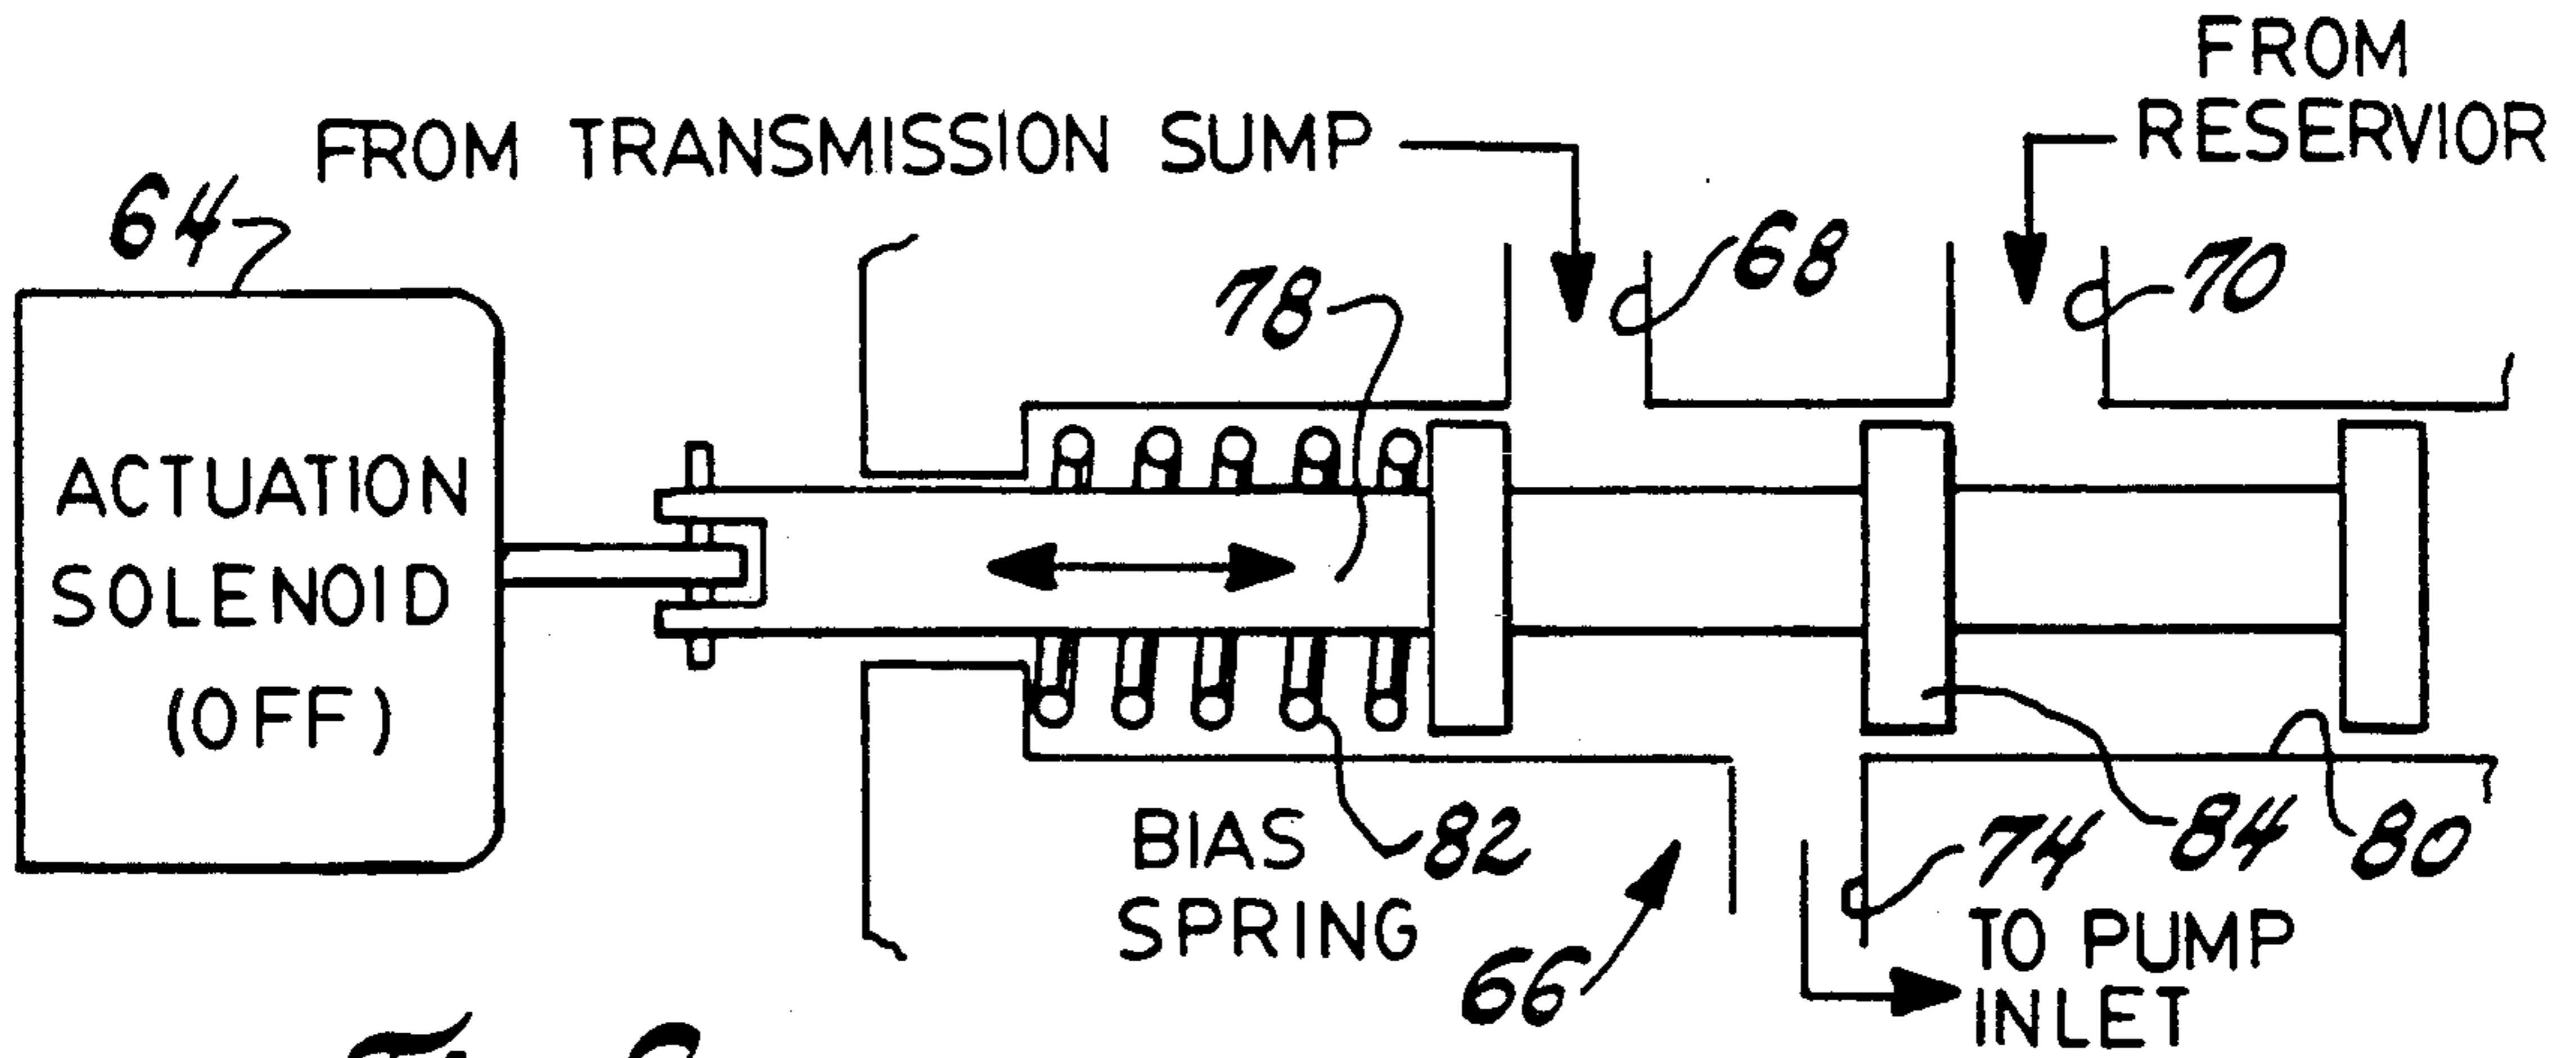 FROM
RESERVIOR
FROM TRANSMISSION SUMP
64
68
70
78
ACTUATION
SOLENOID
(OFF)
BIAS
SPRING
82
66
74
84
80
TO PUMP
INLET